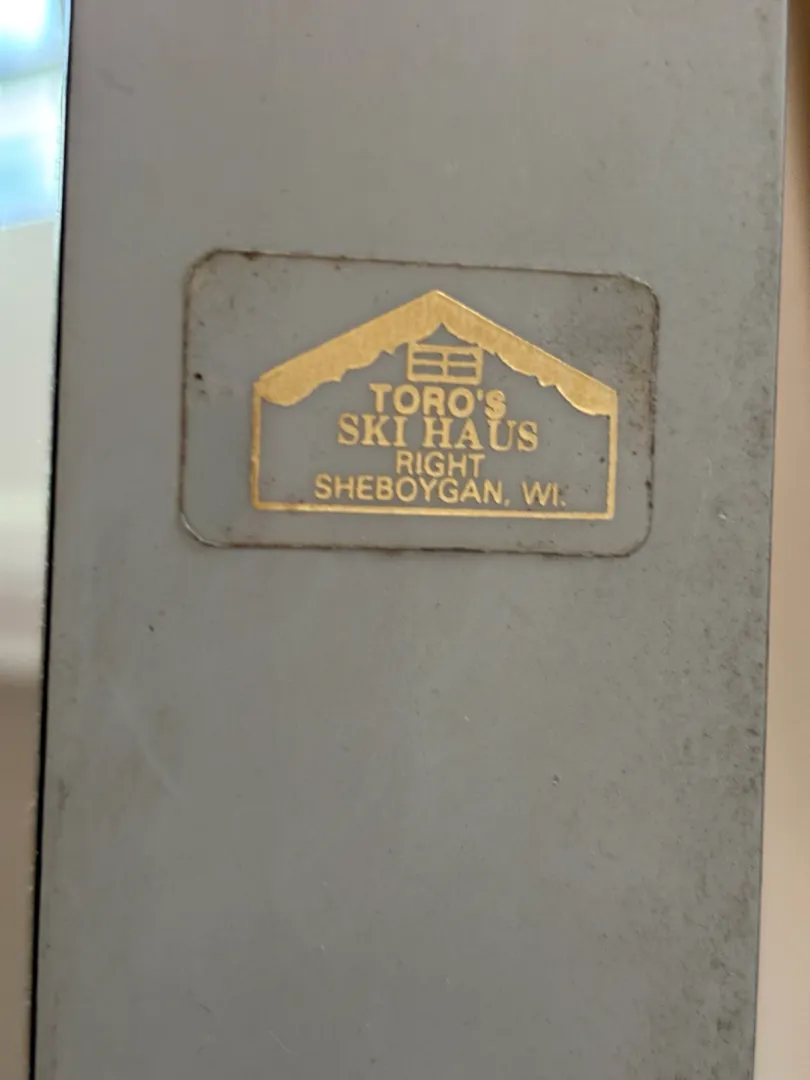 TORO'S
SKI HAUS
RIGHT
SHEBOYGAN, WI.